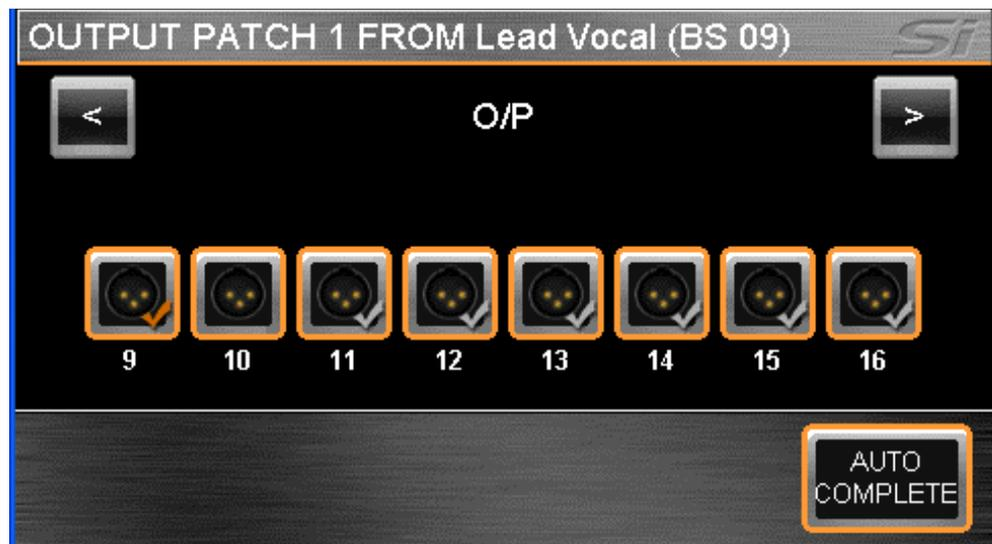 OUTPUT PATCH 1 FROM Lead Vocal (BS 09)
Si
< O/P >
9 10 11 12 13 14 15 16
AUTO
COMPLETE